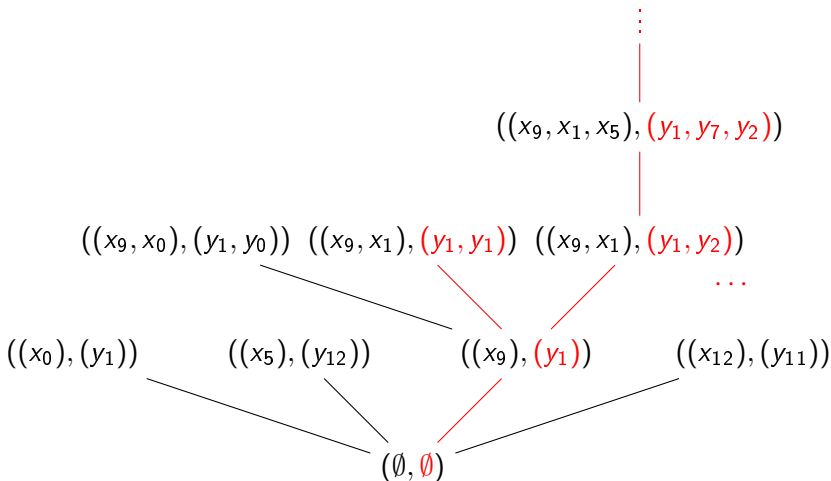 ⋮
((x₉, x₁, x₅), (y₁, y₇, y₂))
((x₉, x₀), (y₁, y₀)) ((x₉, x₁), (y₁, y₁)) ((x₉, x₁), (y₁, y₂))
...
((x₀), (y₁)) ((x₅), (y₁₂)) ((x₉), (y₁)) ((x₁₂), (y₁₁))
(∅, ∅)